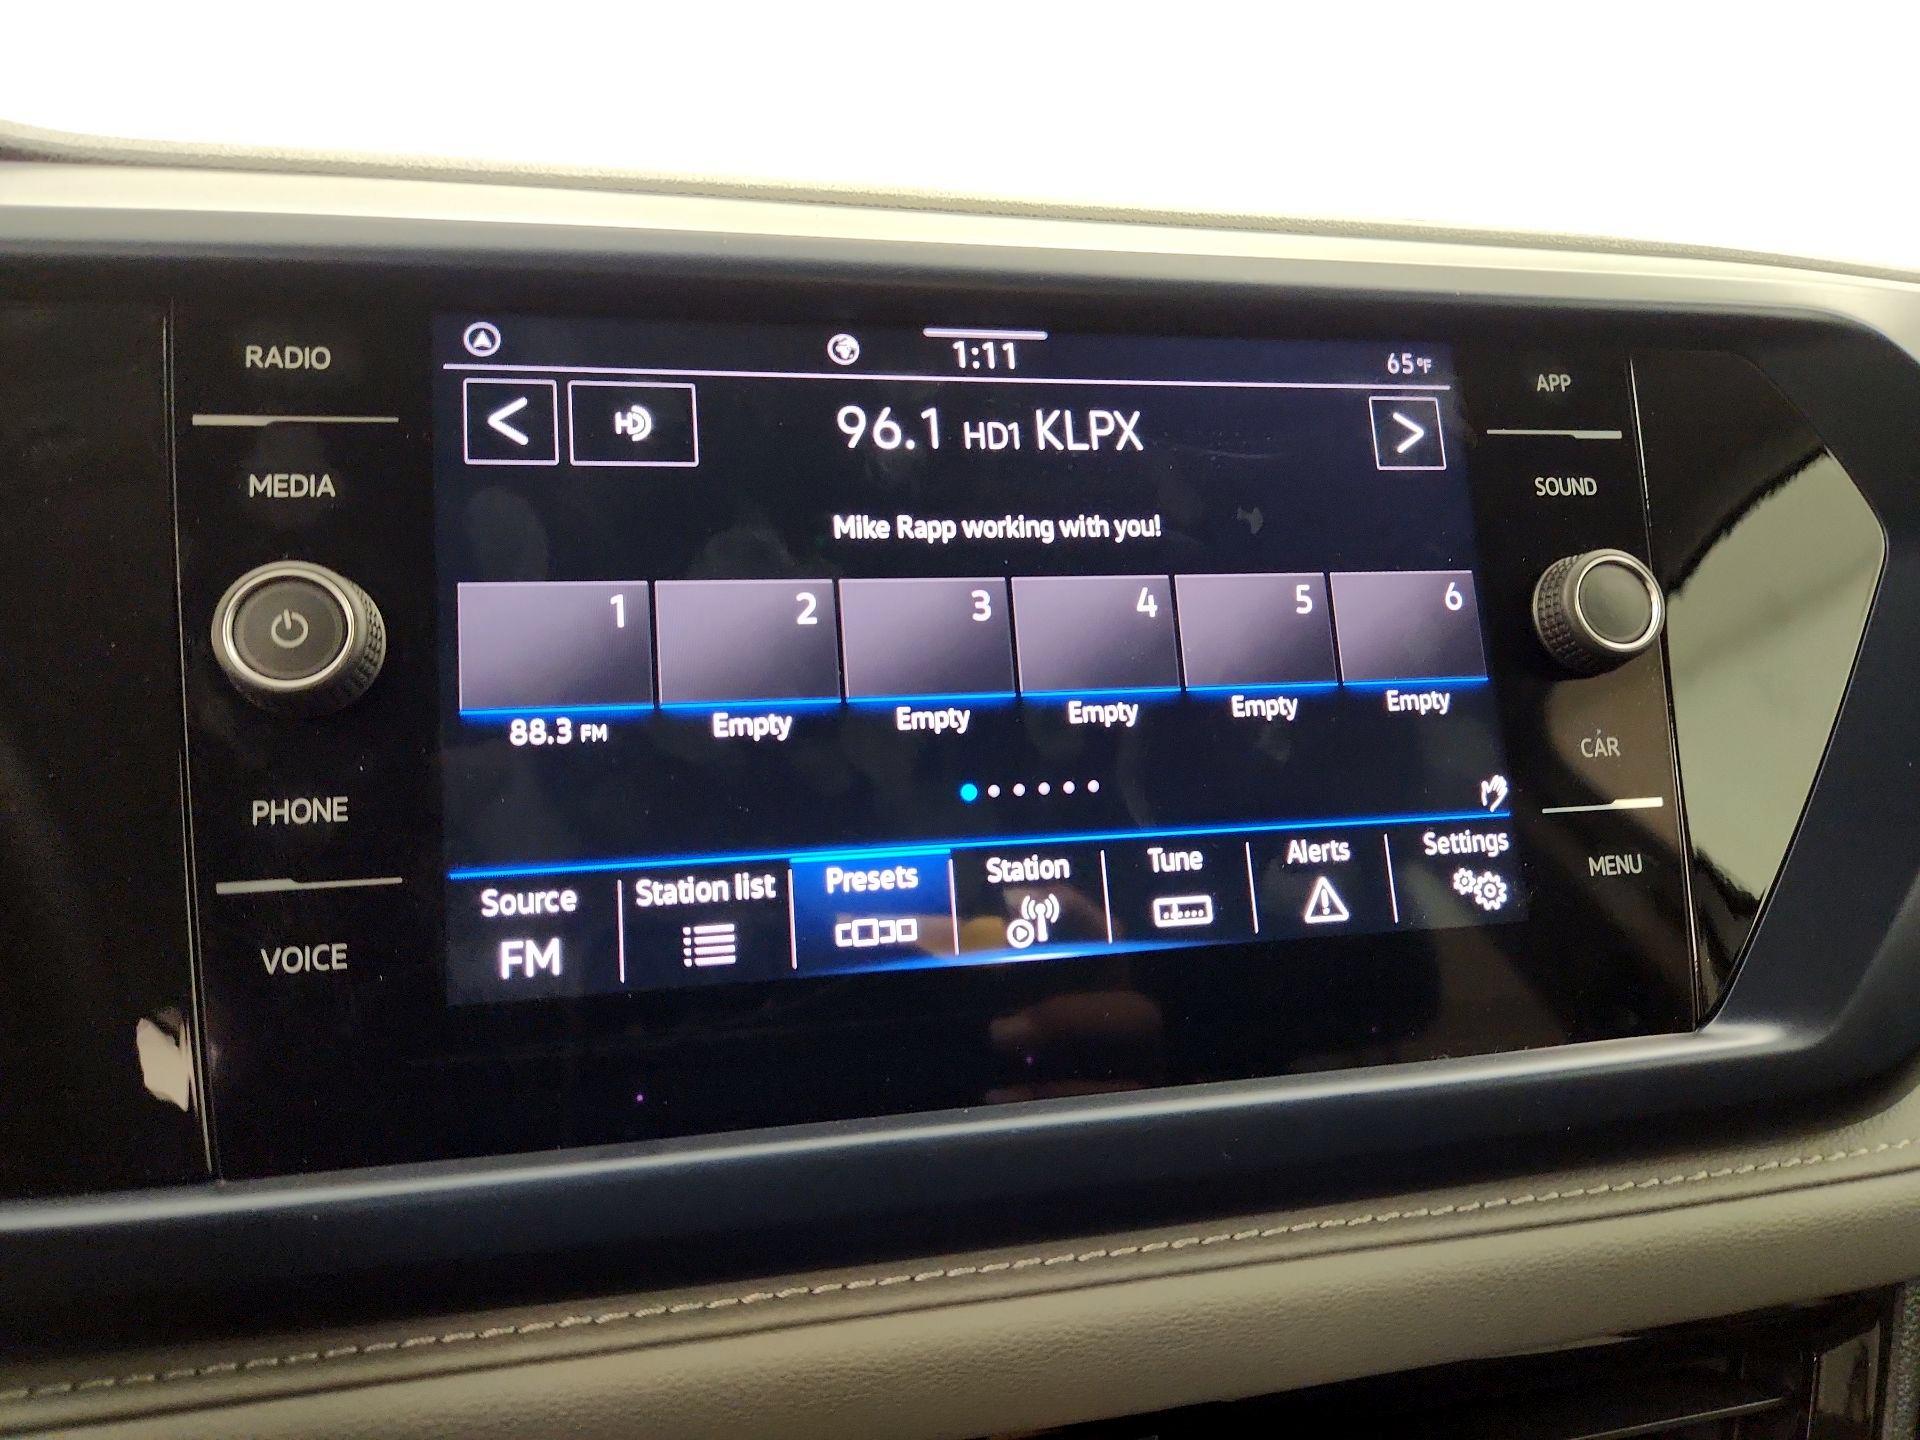 RADIO
MEDIA
PHONE
VOICE
1:11
65°F
< HD >
96.1 HD1 KLPX
Mike Rapp working with you!
1 2 3 4 5 6
88.3 FM Empty Empty Empty Empty Empty
Source Station list Presets Station Tune Alerts Settings
FM
APP
SOUND
CAR
MENU